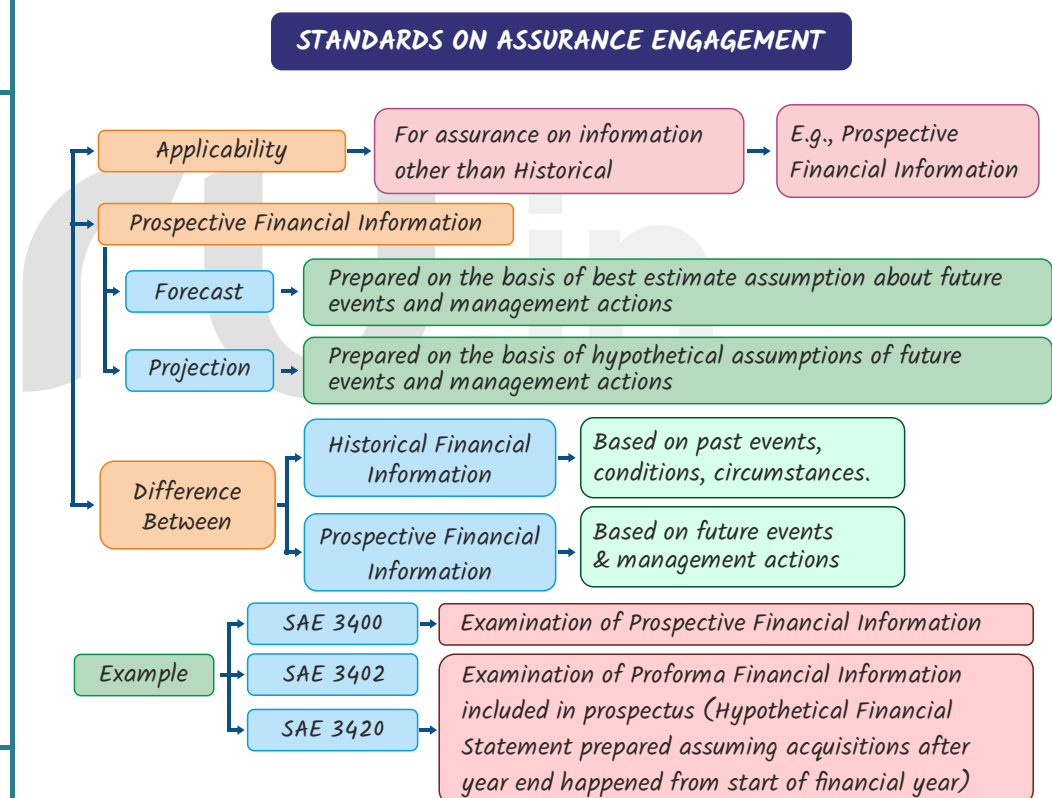 STANDARDS ON ASSURANCE ENGAGEMENT
Applicability
For assurance on information
other than Historical
E.g., Prospective
Financial Information
Prospective Financial Information
Forecast
Prepared on the basis of best estimate assumption about future
events and management actions
Projection
Prepared on the basis of hypothetical assumptions of future
events and management actions
Difference
Between
Historical Financial
Information
Based on past events,
conditions, circumstances.
Prospective Financial
Information
Based on future events
& management actions
Example
SAE 3400
Examination of Prospective Financial Information
SAE 3402
SAE 3420
Examination of Proforma Financial Information
included in prospectus (Hypothetical Financial
Statement prepared assuming acquisitions after
year end happened from start of financial year)